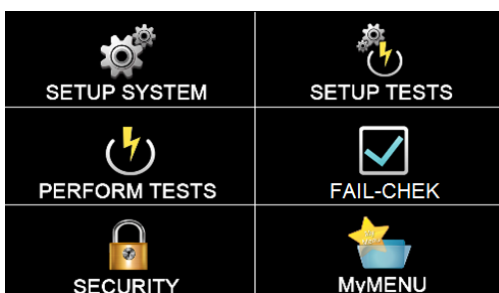 SETUP SYSTEM
SETUP TESTS
PERFORM TESTS
FAIL-CHEK
SECURITY
MyMENU